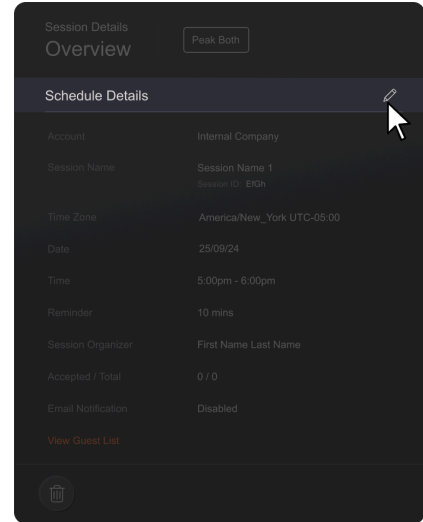 Session Details
Overview
Peak Both
Schedule Details
Account Internal Company
Session Name Session Name 1
Session ID: EfGh
Time Zone America/New_York UTC-05:00
Date 25/09/24
Time 5:00pm - 6:00pm
Reminder 10 mins
Session Organizer First Name Last Name
Accepted / Total 0 / 0
Email Notification Disabled
View Guest List